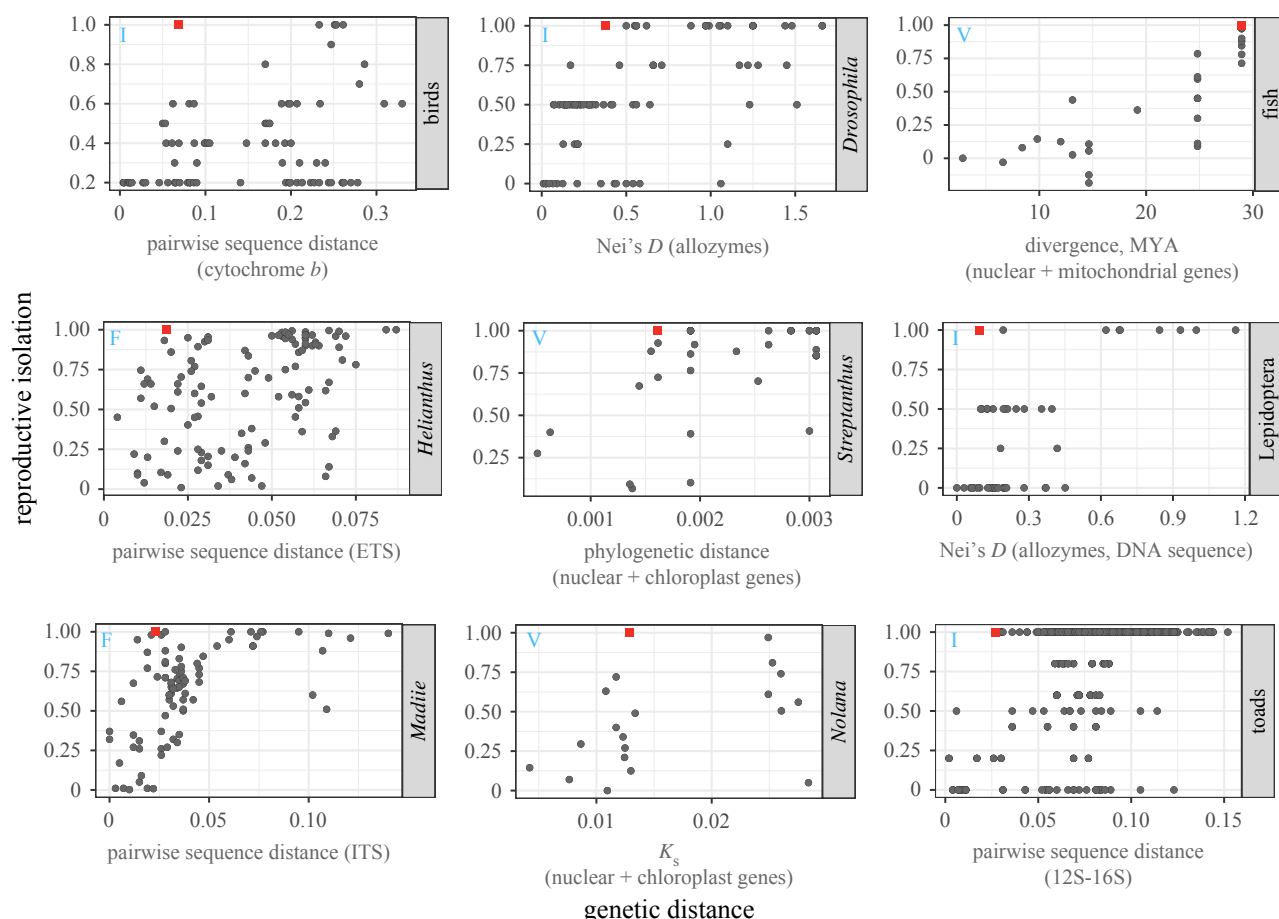 I
1.0
0.8
0.6
0.4
0.2
0
0.1
0.2
0.3
birds
pairwise sequence distance
(cytochrome b)
I
1.00
0.75
0.50
0.25
0
0
0.5
1.0
1.5
Drosophila
Nei's D (allozymes)
V
1.00
0.75
0.50
0.25
0
10
20
30
fish
divergence, MYA
(nuclear + mitochondrial genes)
reproductive isolation
F
1.00
0.75
0.50
0.25
0
0
0.025
0.050
0.075
Helianthus
pairwise sequence distance (ETS)
V
1.00
0.75
0.50
0.25
0.001
0.002
0.003
Streptanthus
phylogenetic distance
(nuclear + chloroplast genes)
I
1.00
0.75
0.50
0.25
0
0
0.3
0.6
0.9
1.2
Lepidoptera
Nei's D (allozymes, DNA sequence)
F
1.00
0.75
0.50
0.25
0
0
0.05
0.10
Madiie
pairwise sequence distance (ITS)
V
1.00
0.75
0.50
0.25
0
0.01
0.02
Nolana
Ks
(nuclear + chloroplast genes)
I
1.00
0.75
0.50
0.25
0
0
0.05
0.10
0.15
toads
pairwise sequence distance
(12S-16S)
genetic distance